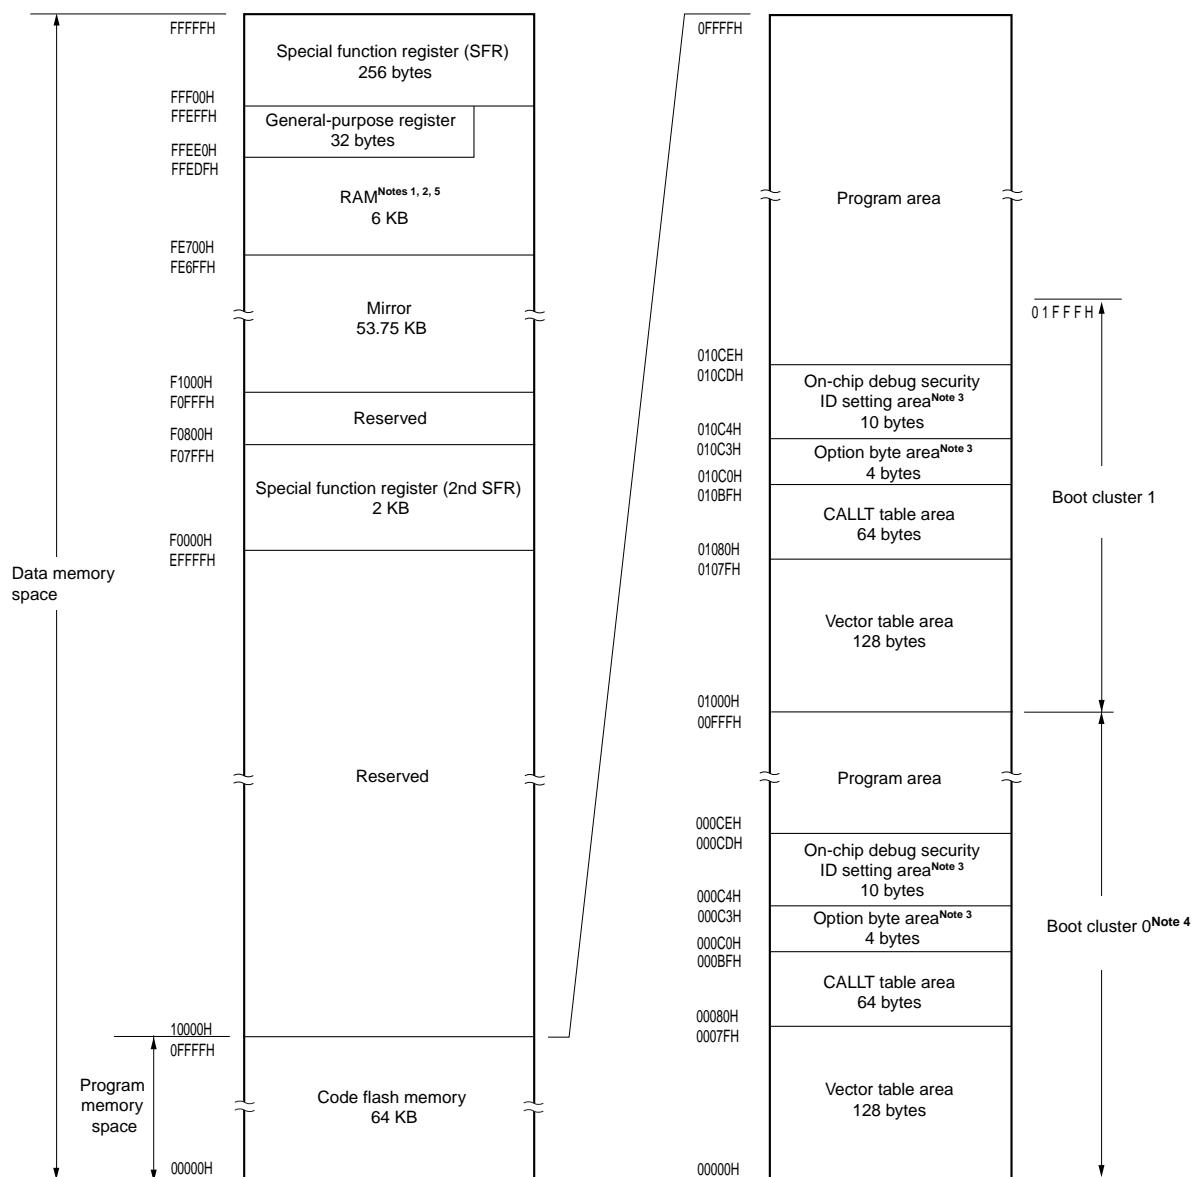 FFFFFH
Special function register (SFR)
256 bytes
FFF00H
FFEFFH
General-purpose register
32 bytes
FFEE0H
FFEDFH
RAMNotes 1, 2, 5
6 KB
FE700H
FE6FFH
Mirror
53.75 KB
F1000H
F0FFFH
Reserved
F0800H
F07FFH
Special function register (2nd SFR)
2 KB
F0000H
EFFFFH
Data memory
space
Reserved
10000H
0FFFFH
Program
memory
space
Code flash memory
64 KB
00000H
0FFFFH
Program area
01FFFH
010CEH
010CDH
On-chip debug security
ID setting areaNote 3
10 bytes
010C4H
010C3H
Option byte areaNote 3
4 bytes
010C0H
010BFH
CALLT table area
64 bytes
Boot cluster 1
01080H
0107FH
Vector table area
128 bytes
01000H
00FFFH
Program area
000CEH
000CDH
On-chip debug security
ID setting areaNote 3
10 bytes
000C4H
000C3H
Option byte areaNote 3
4 bytes
Boot cluster 0Note 4
000C0H
000BFH
CALLT table area
64 bytes
00080H
0007FH
Vector table area
128 bytes
00000H